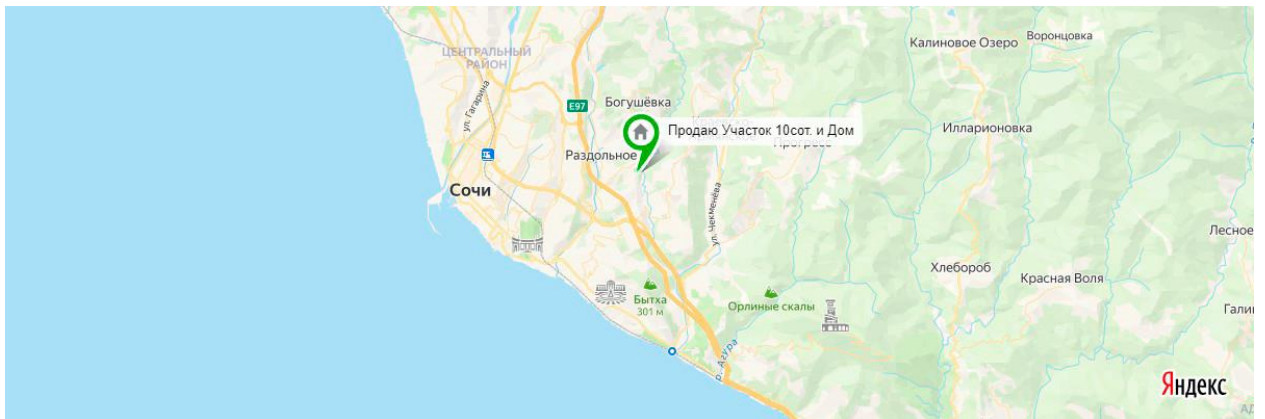 Калиновое Озеро
Воронцовка
ЦЕНТРАЛЬНЫЙ
РАЙОН
ул. Гагарина
E97
Богушёвка
Продаю Участок 10сот. и Дом
Илларионовка
Раздольное
Сочи
ул. Чекменёва
Лесное
Хлебороб
Красная Воля
Бытха
301 м
Орлиные скалы
р. Агура
Яндекс